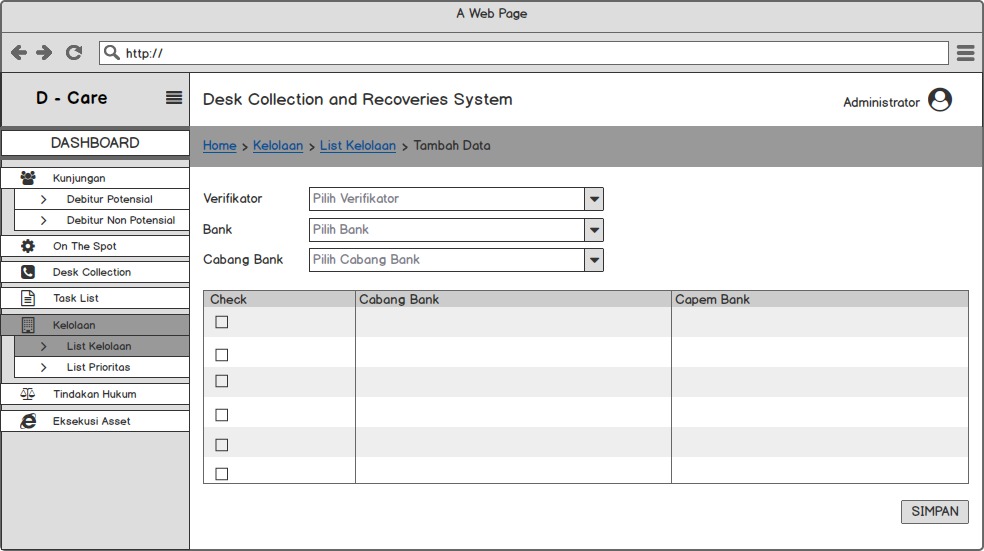 A Web Page
http://
D - Care
Desk Collection and Recoveries System
Administrator
DASHBOARD
Home > Kelolaan > List Kelolaan > Tambah Data
Kunjungan
> Debitur Potensial
> Debitur Non Potensial
On The Spot
Desk Collection
Task List
Kelolaan
> List Kelolaan
> List Prioritas
Tindakan Hukum
Eksekusi Asset
Verifikator Pilih Verifikator
Bank Pilih Bank
Cabang Bank Pilih Cabang Bank
Check Cabang Bank Capem Bank
SIMPAN